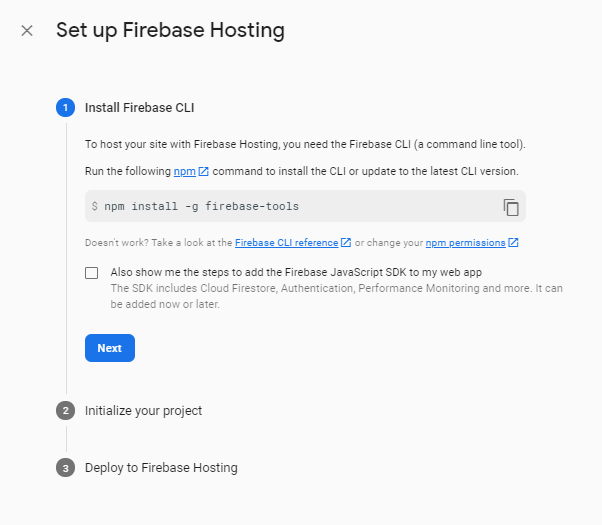 Set up Firebase Hosting
1 Install Firebase CLI
To host your site with Firebase Hosting, you need the Firebase CLI (a command line tool).
Run the following npm command to install the CLI or update to the latest CLI version.
$ npm install -g firebase-tools
Doesn't work? Take a look at the Firebase CLI reference or change your npm permissions
Also show me the steps to add the Firebase JavaScript SDK to my web app
The SDK includes Cloud Firestore, Authentication, Performance Monitoring and more. It can
be added now or later.
Next
2 Initialize your project
3 Deploy to Firebase Hosting